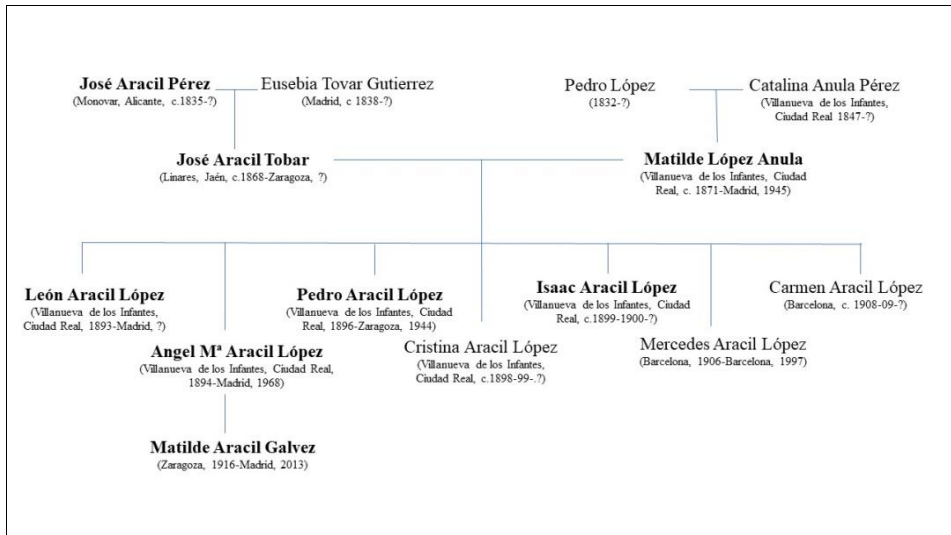 José Aracil Pérez
(Monovar, Alicante, c.1835-?)
Eusebia Tovar Gutierrez
(Madrid, c 1838-?)
Pedro López
(1832-?)
Catalina Anula Pérez
(Villanueva de los Infantes,
Ciudad Real 1847-?)
José Aracil Tobar
(Linares, Jaén, c.1868-Zaragoza, ?)
Matilde López Anula
(Villanueva de los Infantes, Ciudad
Real, c. 1871-Madrid, 1945)
León Aracil López
(Villanueva de los Infantes,
Ciudad Real, 1893-Madrid, ?)
Angel Mª Aracil López
(Villanueva de los Infantes, Ciudad Real,
1894-Madrid, 1968)
Pedro Aracil López
(Villanueva de los Infantes, Ciudad
Real, 1896-Zaragoza, 1944)
Cristina Aracil López
(Villanueva de los Infantes,
Ciudad Real, c.1898-99-.?)
Isaac Aracil López
(Villanueva de los Infantes, Ciudad
Real, c.1899-1900-?)
Mercedes Aracil López
(Barcelona, 1906-Barcelona, 1997)
Carmen Aracil López
(Barcelona, c. 1908-09-?)
Matilde Aracil Galvez
(Zaragoza, 1916-Madrid, 2013)